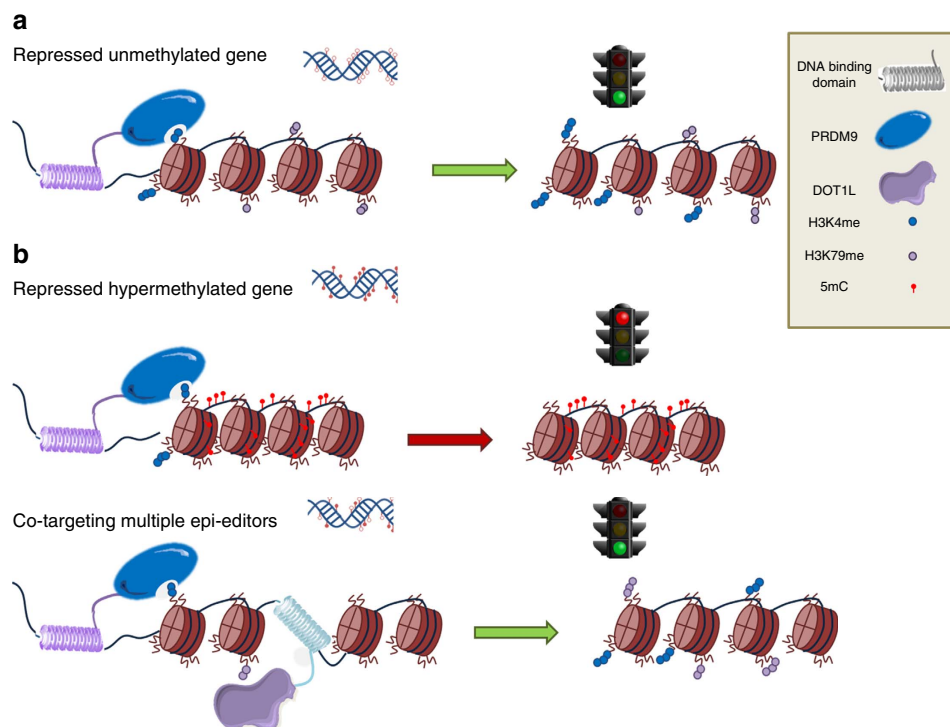 a
Repressed unmethylated gene
b
Repressed hypermethylated gene
Co-targeting multiple epi-editors
DNA binding
domain
PRDM9
DOT1L
H3K4me
H3K79me
5mC